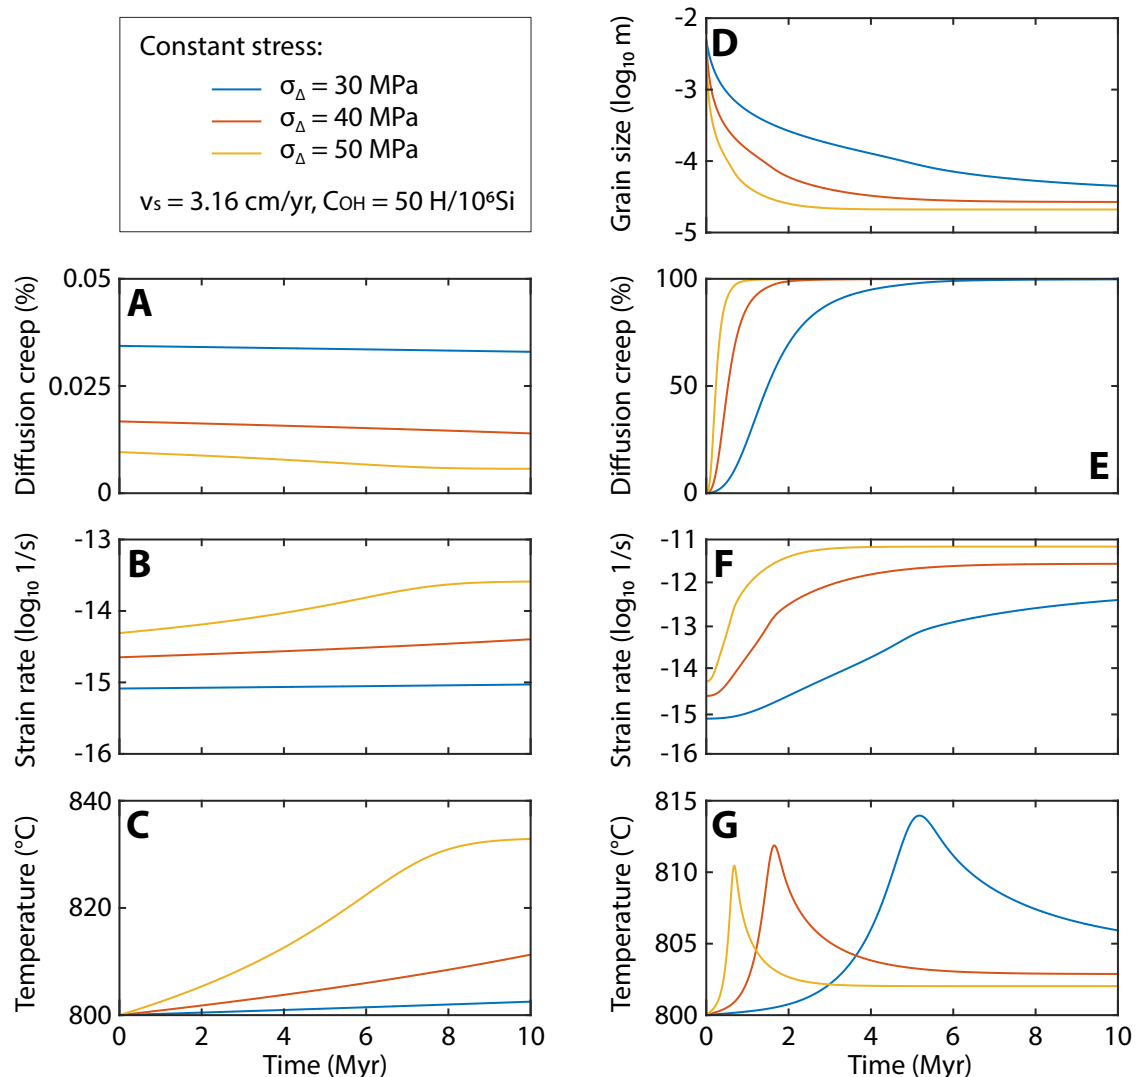 Constant stress:
σΔ = 30 MPa
σΔ = 40 MPa
σΔ = 50 MPa
vs = 3.16 cm/yr, COH = 50 H/10⁶Si
D
Grain size (log₁₀ m)
-2
-3
-4
-5
A
Diffusion creep (%)
0.05
0.025
0
E
Diffusion creep (%)
100
50
0
B
Strain rate (log₁₀ 1/s)
-13
-14
-15
-16
F
Strain rate (log₁₀ 1/s)
-11
-12
-13
-14
-15
-16
C
Temperature (°C)
840
820
800
0 2 4 6 8 10
Time (Myr)
G
Temperature (°C)
815
810
805
800
0 2 4 6 8 10
Time (Myr)